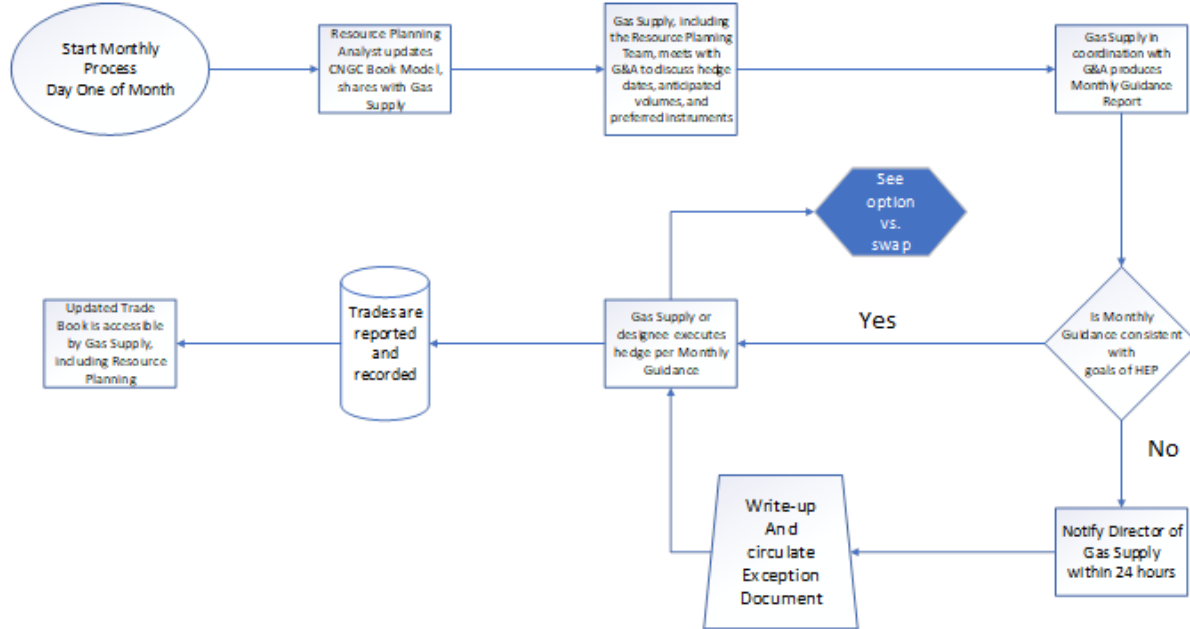 Start Monthly
Process
Day One of Month
Resource Planning
Analyst updates
CNGC Book Model,
shares with Gas
Supply
Gas Supply, including
the Resource Planning
Team, meets with
G&A to discuss hedge
dates, anticipated
volumes, and
preferred instruments
Gas Supply in
coordination with
G&A produces
Monthly Guidance
Report
See
option
vs.
swap
Updated Trade
Book is accessible
by Gas Supply,
including Resource
Planning
Trades are
reported
and
recorded
Gas Supply or
designee executes
hedge per Monthly
Guidance
Yes
Is Monthly
Guidance consistent
with
goals of HEP
No
Write-up
And
circulate
Exception
Document
Notify Director of
Gas Supply
within 24 hours